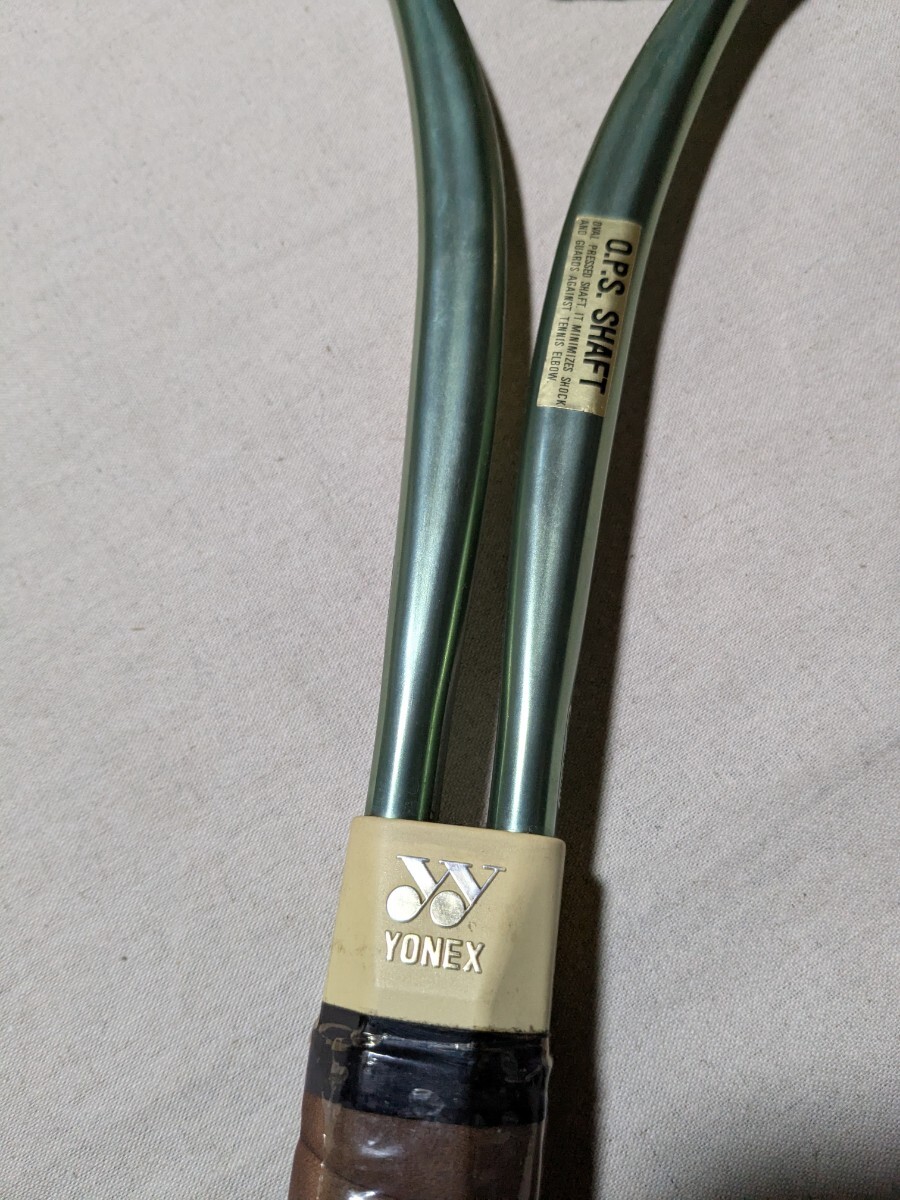 O.P.S. SHAFT
OVAL PRESSED SHAFT. IT MINIMIZES SHOCK
AND GUARDS AGAINST TENNIS ELBOW
YONEX